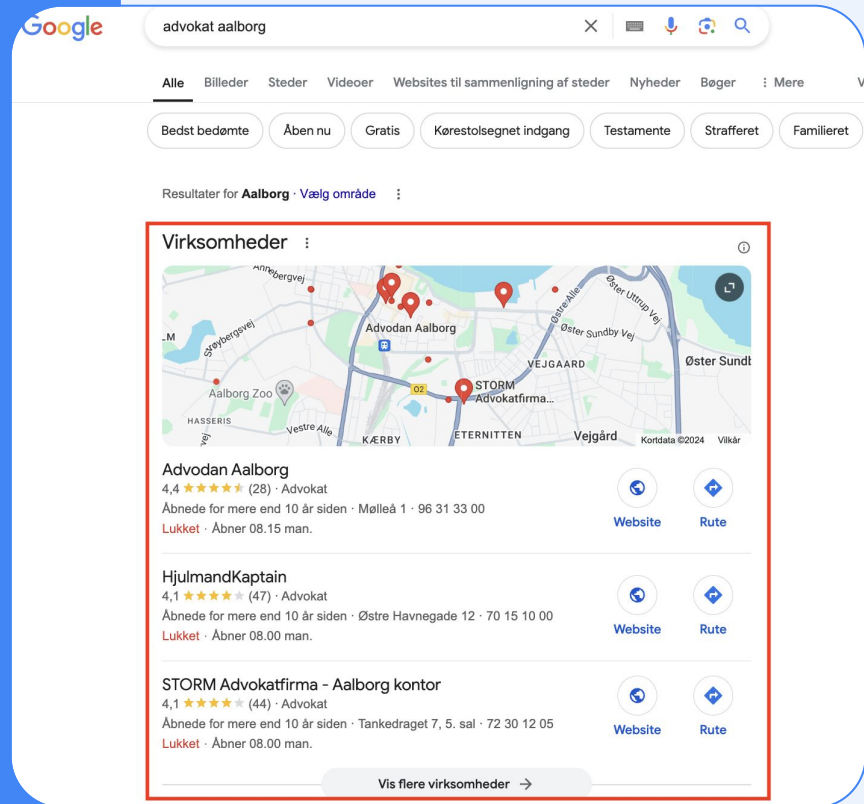 Google
advokat aalborg
Alle Billeder Steder Videoer Websites til sammenligning af steder Nyheder Bøger Mere
Bedst bedømte Åben nu Gratis Kørestolsegnet indgang Testamente Strafferet Familieret
Resultater for Aalborg · Vælg område
Virksomheder
Annebergvej
Øster Uttrup Vej
Østre Alle
Advodan Aalborg
Øster Sundby Vej
Skovbakkevej
VEJGAARD
Øster Sundt
Aalborg Zoo
02
STORM
Advokatfirma...
HASSERIS
Vestre Alle
KÆRBY
ETERNITTEN
Vejgård
Kortdata ©2024 Vilkår
vej
Advodan Aalborg
4,4 (28) · Advokat
Åbnede for mere end 10 år siden · Mølleå 1 · 96 31 33 00
Lukket · Åbner 08.15 man.
Website Rute
HjulmandKaptain
4,1 (47) · Advokat
Åbnede for mere end 10 år siden · Østre Havnegade 12 · 70 15 10 00
Lukket · Åbner 08.00 man.
Website Rute
STORM Advokatfirma - Aalborg kontor
4,1 (44) · Advokat
Åbnede for mere end 10 år siden · Tankedraget 7, 5. sal · 72 30 12 05
Lukket · Åbner 08.00 man.
Website Rute
Vis flere virksomheder →